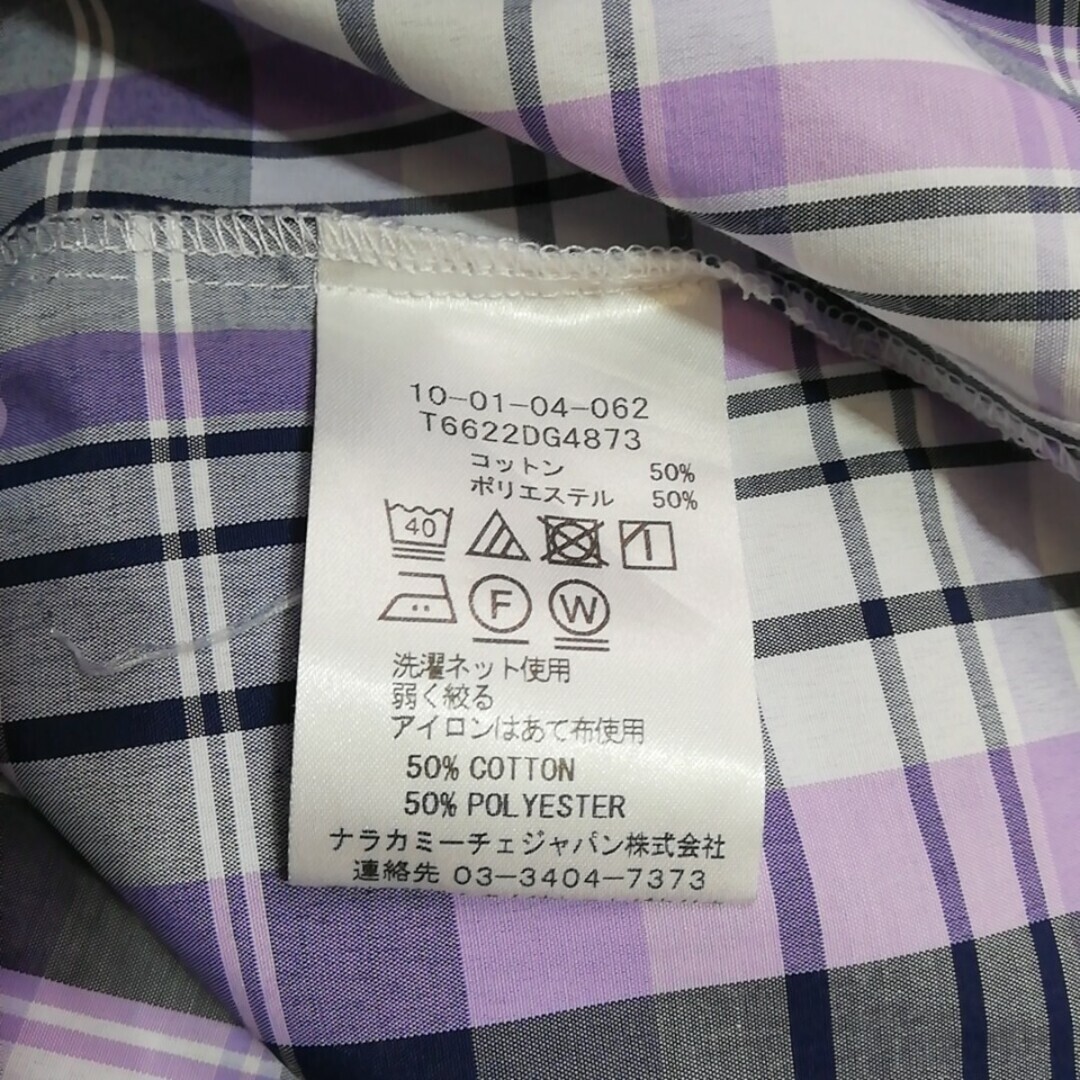 10-01-04-062
T6622DG4873
コットン 50%
ポリエステル 50%
40
F W
洗濯ネット使用
弱く絞る
アイロンはあて布使用
50% COTTON
50% POLYESTER
ナラカミーチェジャパン株式会社
連絡先 03-3404-7373